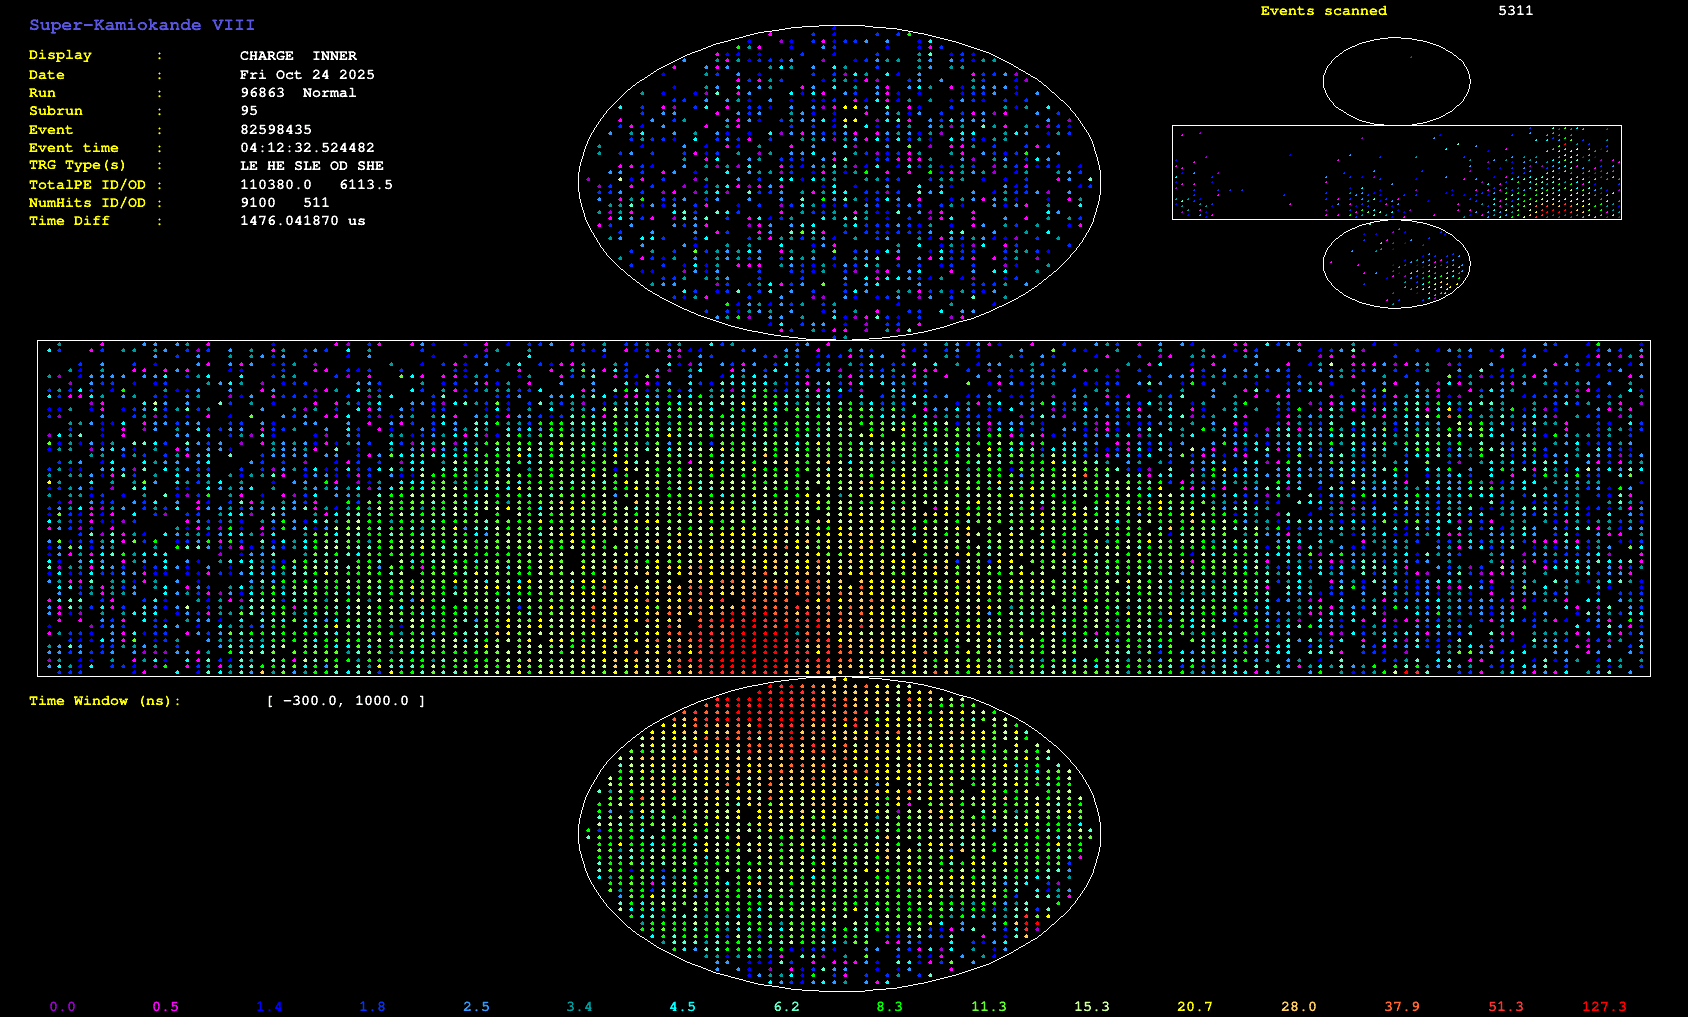 Super-Kamiokande VIII
Display : CHARGE INNER
Date : Fri Oct 24 2025
Run : 96863 Normal
Subrun : 95
Event : 82598435
Event time : 04:12:32.524482
TRG Type(s) : LE HE SLE OD SHE
TotalPE ID/OD : 110380.0 6113.5
NumHits ID/OD : 9100 511
Time Diff : 1476.041870 us
Events scanned 5311
Time Window (ns): [ -300.0, 1000.0 ]
0.0 0.5 1.4 1.8 2.5 3.4 4.5 6.2 8.3 11.3 15.3 20.7 28.0 37.9 51.3 127.3